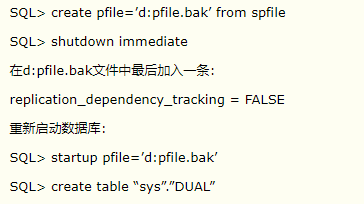 SQL> create pfile=’d:pfile.bak’ from spfile
SQL> shutdown immediate
在d:pfile.bak文件中最后加入一条:
replication_dependency_tracking = FALSE
重新启动数据库:
SQL> startup pfile=’d:pfile.bak’
SQL> create table “sys”.”DUAL”